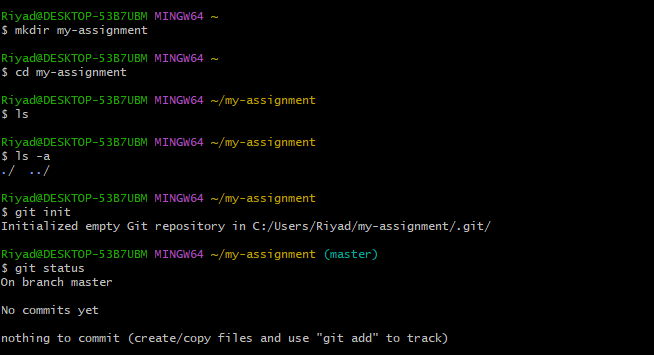 Riyad@DESKTOP-53B7UBM MINGW64 ~
$ mkdir my-assignment
Riyad@DESKTOP-53B7UBM MINGW64 ~
$ cd my-assignment
Riyad@DESKTOP-53B7UBM MINGW64 ~/my-assignment
$ ls
Riyad@DESKTOP-53B7UBM MINGW64 ~/my-assignment
$ ls -a
./  ../
Riyad@DESKTOP-53B7UBM MINGW64 ~/my-assignment
$ git init
Initialized empty Git repository in C:/Users/Riyad/my-assignment/.git/
Riyad@DESKTOP-53B7UBM MINGW64 ~/my-assignment (master)
$ git status
On branch master
No commits yet
nothing to commit (create/copy files and use "git add" to track)